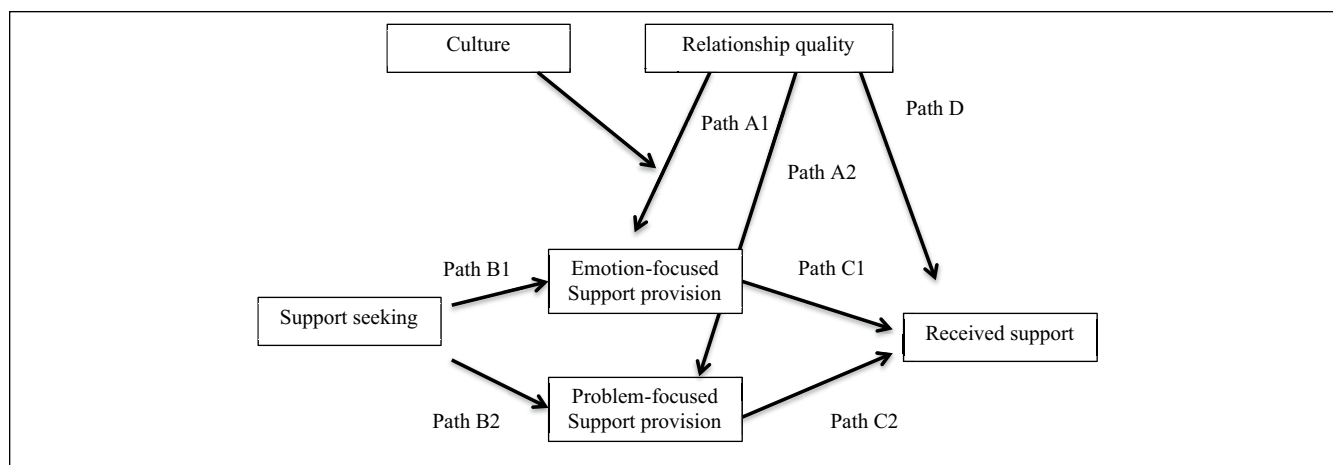 Culture
Relationship quality
Path D
Path A1
Path A2
Path B1
Emotion-focused
Support provision
Path C1
Support seeking
Received support
Problem-focused
Support provision
Path B2
Path C2